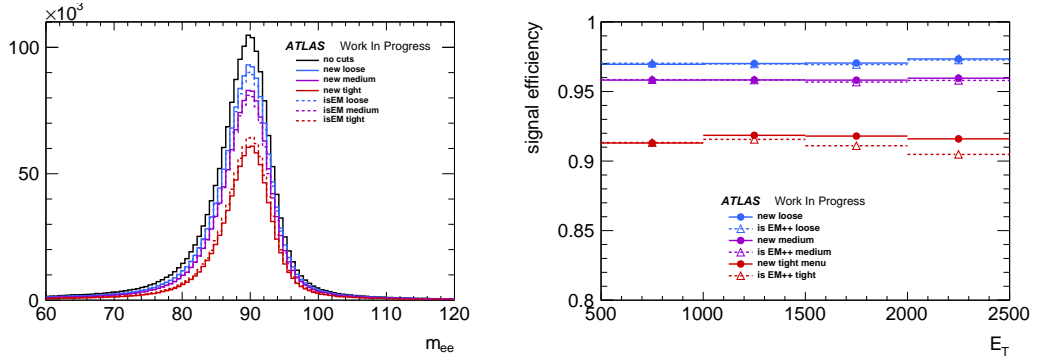 ×10³
100
50
0
60 70 80 90 100 110 120
m_ee
ATLAS Work In Progress
no cuts
new loose
new medium
new tight
isEM loose
isEM medium
isEM tight
signal efficiency
1
0.95
0.9
0.85
0.8
500 1000 1500 2000 2500
E_T
ATLAS Work In Progress
new loose
is EM++ loose
new medium
is EM++ medium
new tight menu
is EM++ tight